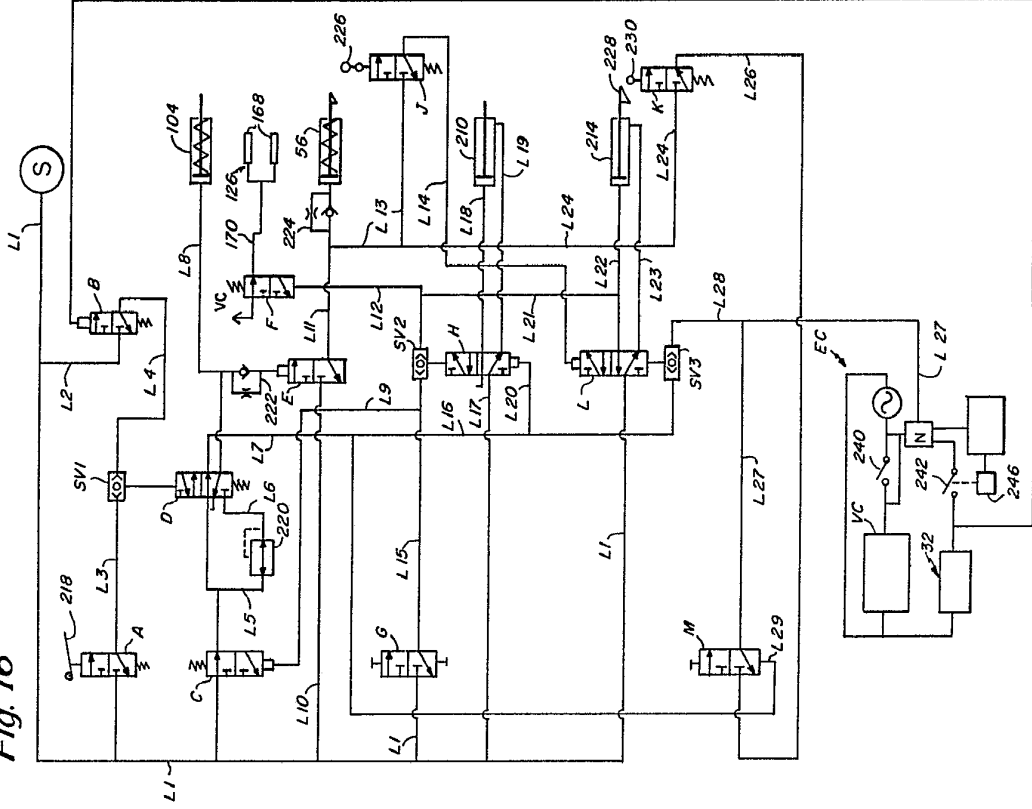 Fig. 16
S
L1
L1
B
L2
L4
SV1
L3
218
A
D
L7
L6
220
L5
C
L8
104
126
168
170
VC
F
222
E
L11
224
56
226
J
L13
L14
L12
SV2
L9
L10
H
L18
210
L19
L16
L17
L20
L15
G
L1
L21
L22
L23
L24
214
228
230
K
L24
L26
L
SV3
L1
L28
L27
M
L29
L27
EC
240
N
242
246
VC
32
L1